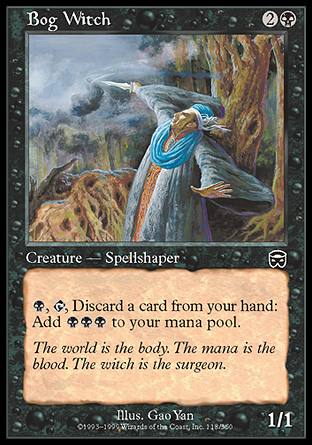 Bog Witch 2
Creature — Spellshaper
, , Discard a card from your hand:
Add to your mana pool.
The world is the body. The mana is the
blood. The witch is the surgeon.
Illus. Gao Yan
©1993-1999 Wizards of the Coast, Inc. 118/350
1/1